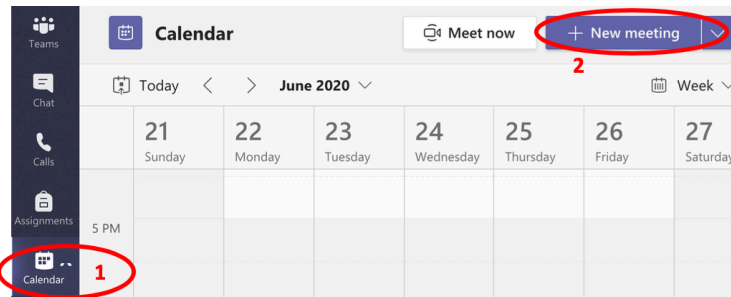 Teams
Chat
Calls
Assignments
Calendar
1
Calendar
Meet now
+ New meeting
2
Today
June 2020
Week
21 22 23 24 25 26 27
Sunday Monday Tuesday Wednesday Thursday Friday Saturday
5 PM